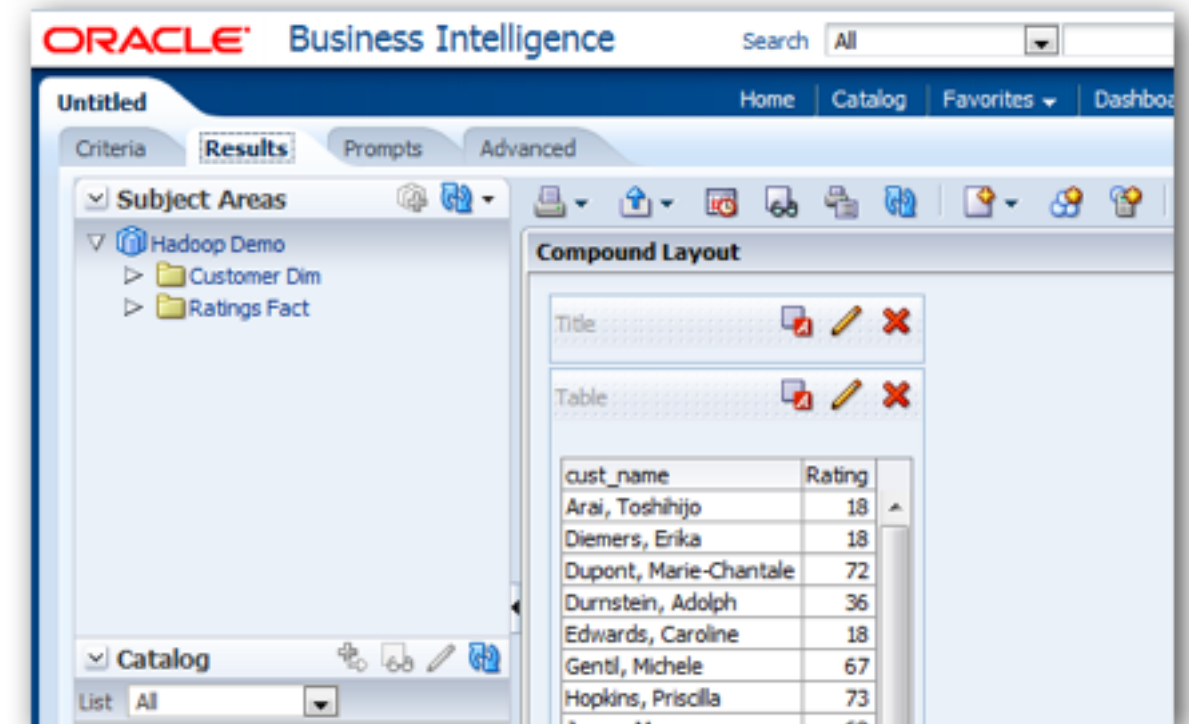 ORACLE Business Intelligence Search All
Untitled Home Catalog Favorites
Criteria Results Prompts Advanced
Subject Areas
Hadoop Demo
Customer Dim
Ratings Fact
Compound Layout
Title
Table
cust_name Rating
Arai, Toshihijo 18
Diemers, Erika 18
Dupont, Marie-Chantale 72
Durnstein, Adolph 36
Edwards, Caroline 18
Gentil, Michele 67
Hopkins, Priscilla 73
Catalog
List All